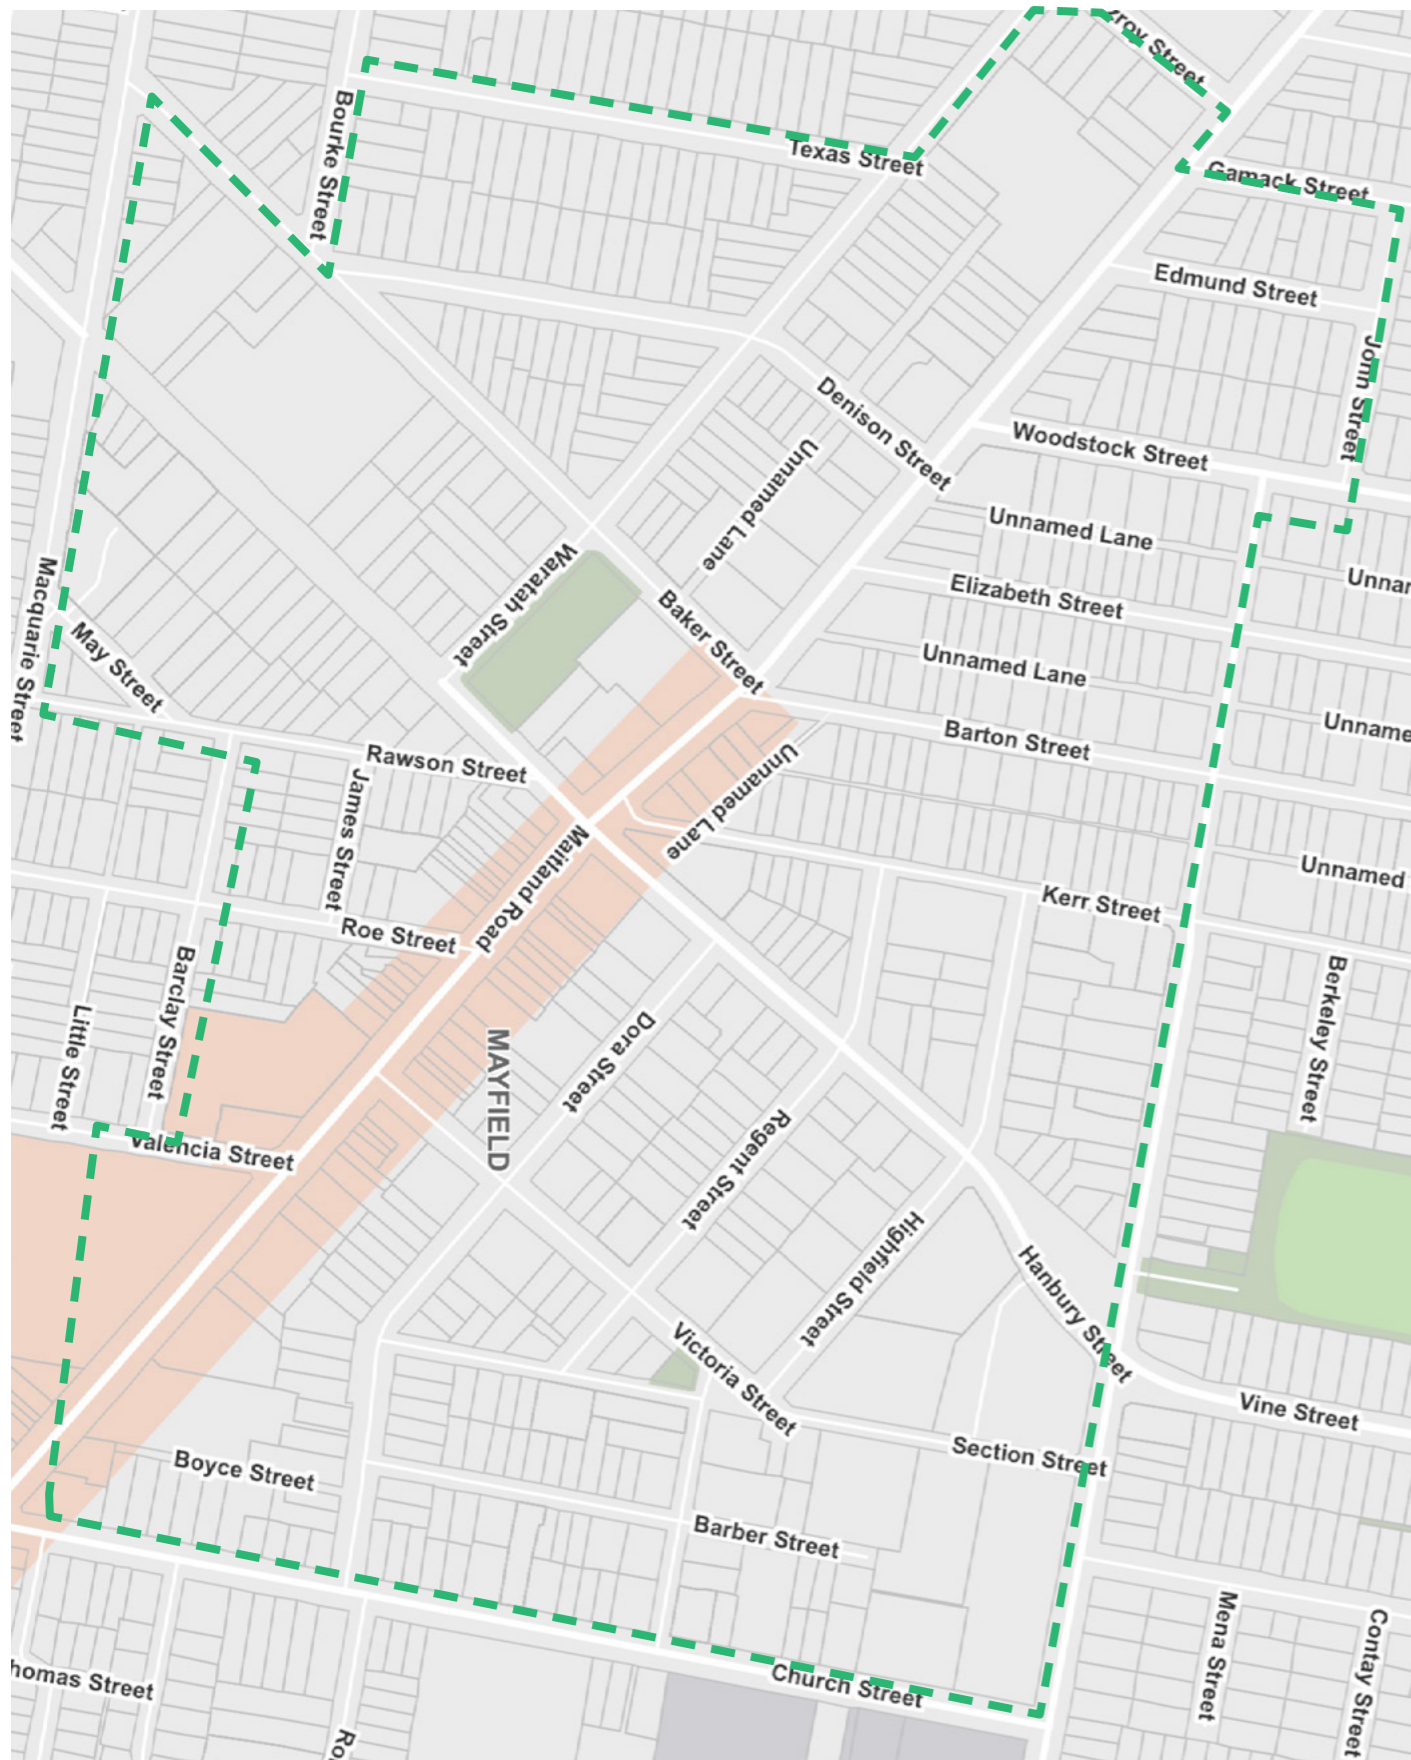 Texas Street
Gamack Street
Bourke Street
Edmund Street
John Street
Denison Street
Woodstock Street
Unnamed Lane
Unnamed Lane
Waratah Street
Elizabeth Street
Macquarie Street
May Street
Baker Street
Unnamed Lane
Barton Street
Rawson Street
Unnamed Lane
James Street
Maitland Road
Unnamed
Kerr Street
Roe Street
Barclay Street
Berkeley Street
Little Street
Dora Street
MAYFIELD
Regent Street
Valencia Street
Highfield Street
Hanbury Street
Victoria Street
Vine Street
Section Street
Boyce Street
Barber Street
Mena Street
Contay Street
Church Street
homas Street